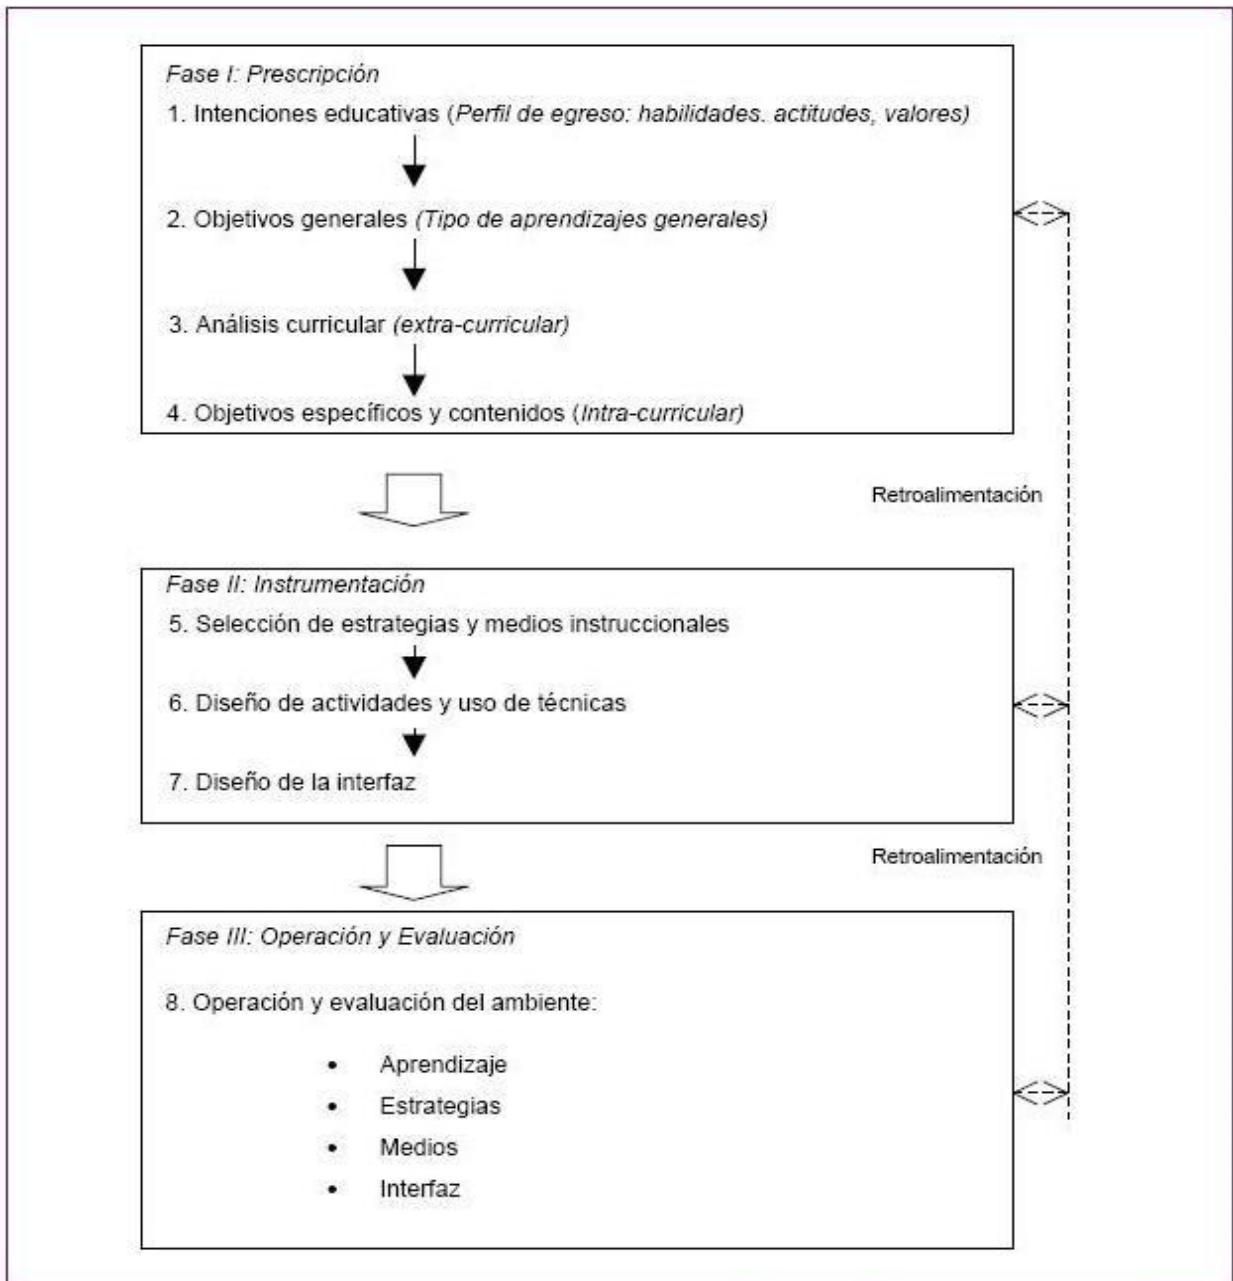 Fase I: Prescripción
1. Intenciones educativas (Perfil de egreso: habilidades. actitudes, valores)
2. Objetivos generales (Tipo de aprendizajes generales)
3. Análisis curricular (extra-curricular)
4. Objetivos específicos y contenidos (Intra-curricular)
Retroalimentación
Fase II: Instrumentación
5. Selección de estrategias y medios instruccionales
6. Diseño de actividades y uso de técnicas
7. Diseño de la interfaz
Retroalimentación
Fase III: Operación y Evaluación
8. Operación y evaluación del ambiente:
• Aprendizaje
• Estrategias
• Medios
• Interfaz